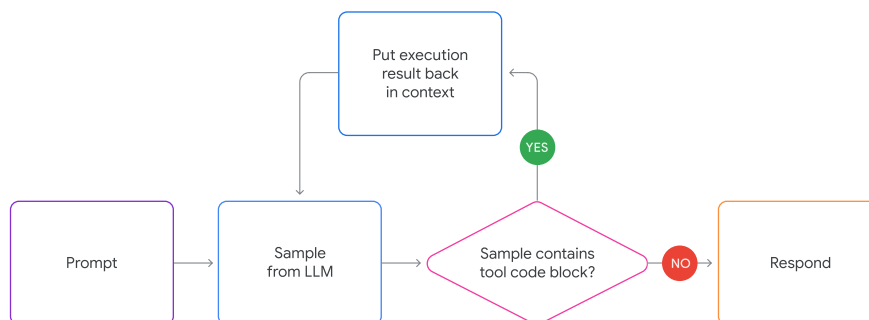 Put execution
result back
in context
YES
Prompt
Sample
from LLM
Sample contains
tool code block?
NO
Respond